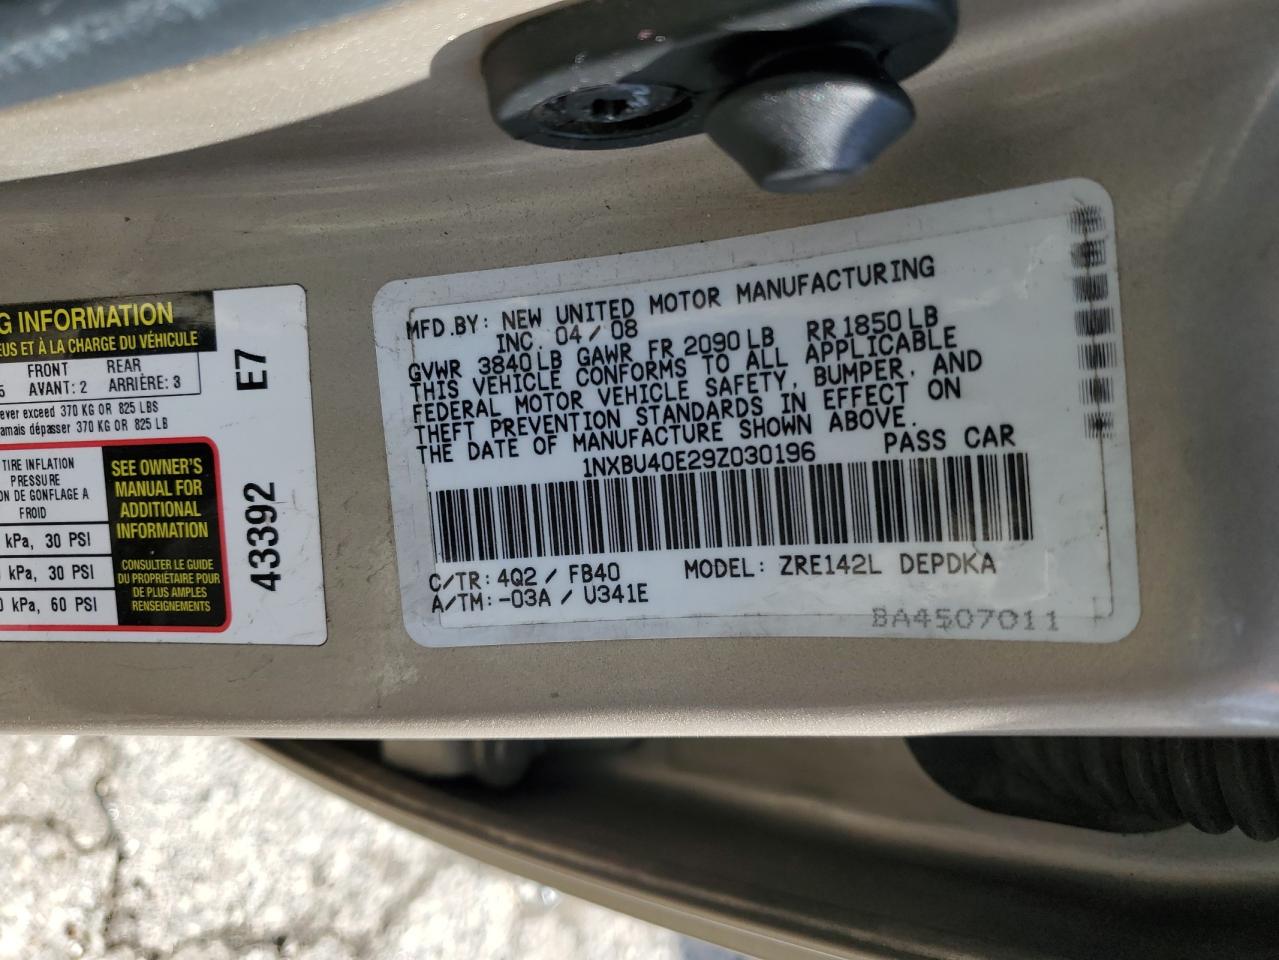 G INFORMATION
EUS ET À LA CHARGE DU VÉHICULE
FRONT REAR
5 AVANT: 2 ARRIÈRE: 3
ever exceed 370 KG OR 825 LBS
amais dépasser 370 KG OR 825 LB
TIRE INFLATION
PRESSURE
ON DE GONFLAGE A
FROID
kPa, 30 PSI
kPa, 30 PSI
0 kPa, 60 PSI
SEE OWNER'S
MANUAL FOR
ADDITIONAL
INFORMATION
CONSULTER LE GUIDE
DU PROPRIÉTAIRE POUR
DE PLUS AMPLES
RENSEIGNEMENTS
E7
43392
MFD.BY: NEW UNITED MOTOR MANUFACTURING
INC 04/08
GVWR 3840LB GAWR FR 2090LB RR1850LB
THIS VEHICLE CONFORMS TO ALL APPLICABLE
FEDERAL MOTOR VEHICLE SAFETY, BUMPER, AND
THEFT PREVENTION STANDARDS IN EFFECT ON
THE DATE OF MANUFACTURE SHOWN ABOVE.
1NXBU40E29Z030196 PASS CAR
C/TR: 4Q2 / FB40 MODEL: ZRE142L DEPDKA
A/TM: -03A / U341E
BA4507011